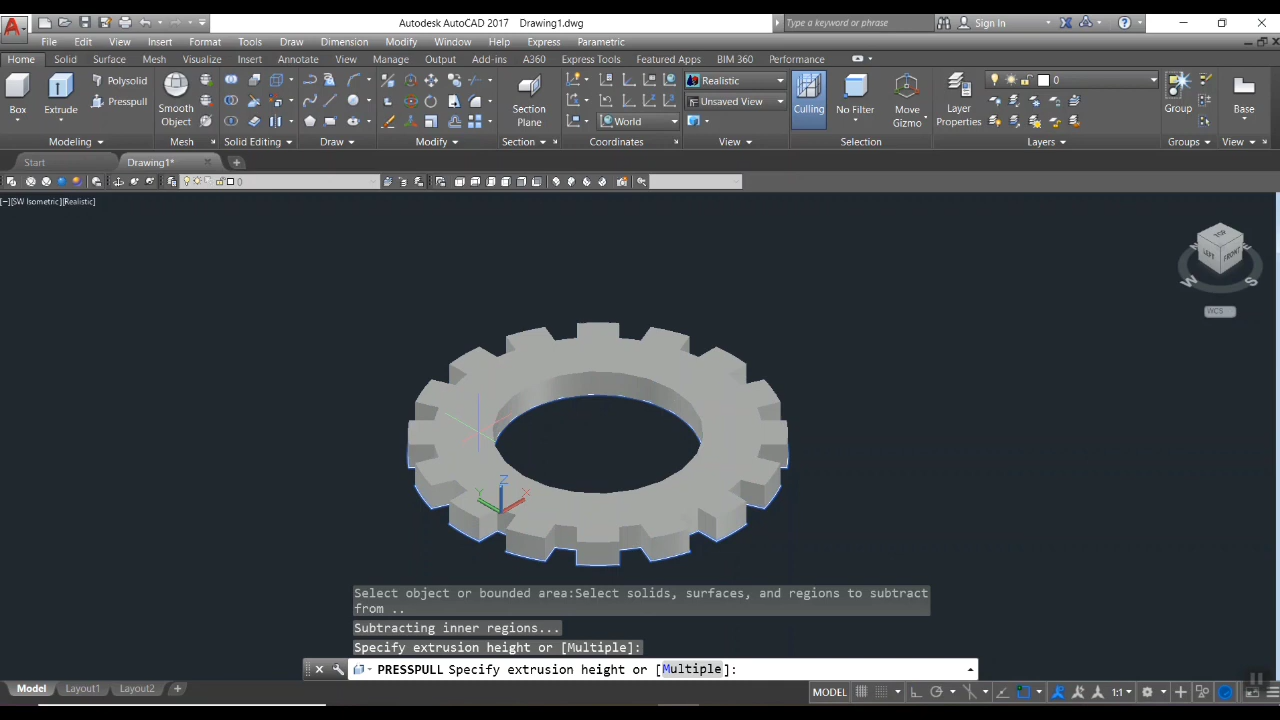 Autodesk AutoCAD 2017 Drawing1.dwg
Type a keyword or phrase
Sign In
File Edit View Insert Format Tools Draw Dimension Modify Window Help Express Parametric
Home Solid Surface Mesh Visualize Insert Annotate View Manage Output Add-ins A360 Express Tools Featured Apps BIM 360 Performance
Box
Extrude
Polysolid
Presspull
Smooth
Object
Section
Plane
World
Realistic
Unsaved View
Culling
No Filter
Move
Gizmo
Layer
Properties
0
Group
Base
Modeling Mesh Solid Editing Draw Modify Section Coordinates View Selection Layers Groups View
Start Drawing1*
0
[−][SW Isometric][Realistic]
TOP
LEFT
FRONT
W
S
WCS
Z
Y
X
Select object or bounded area:Select solids, surfaces, and regions to subtract
from ..
Subtracting inner regions...
Specify extrusion height or [Multiple]:
PRESSPULL Specify extrusion height or [Multiple]:
Model Layout1 Layout2
MODEL
1:1